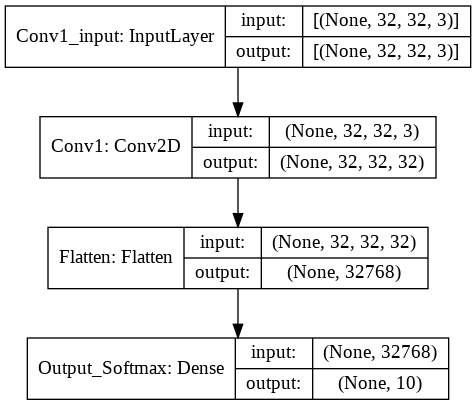 Conv1_input: InputLayer
input: [(None, 32, 32, 3)]
output: [(None, 32, 32, 3)]
Conv1: Conv2D
input: (None, 32, 32, 3)
output: (None, 32, 32, 32)
Flatten: Flatten
input: (None, 32, 32, 32)
output: (None, 32768)
Output_Softmax: Dense
input: (None, 32768)
output: (None, 10)